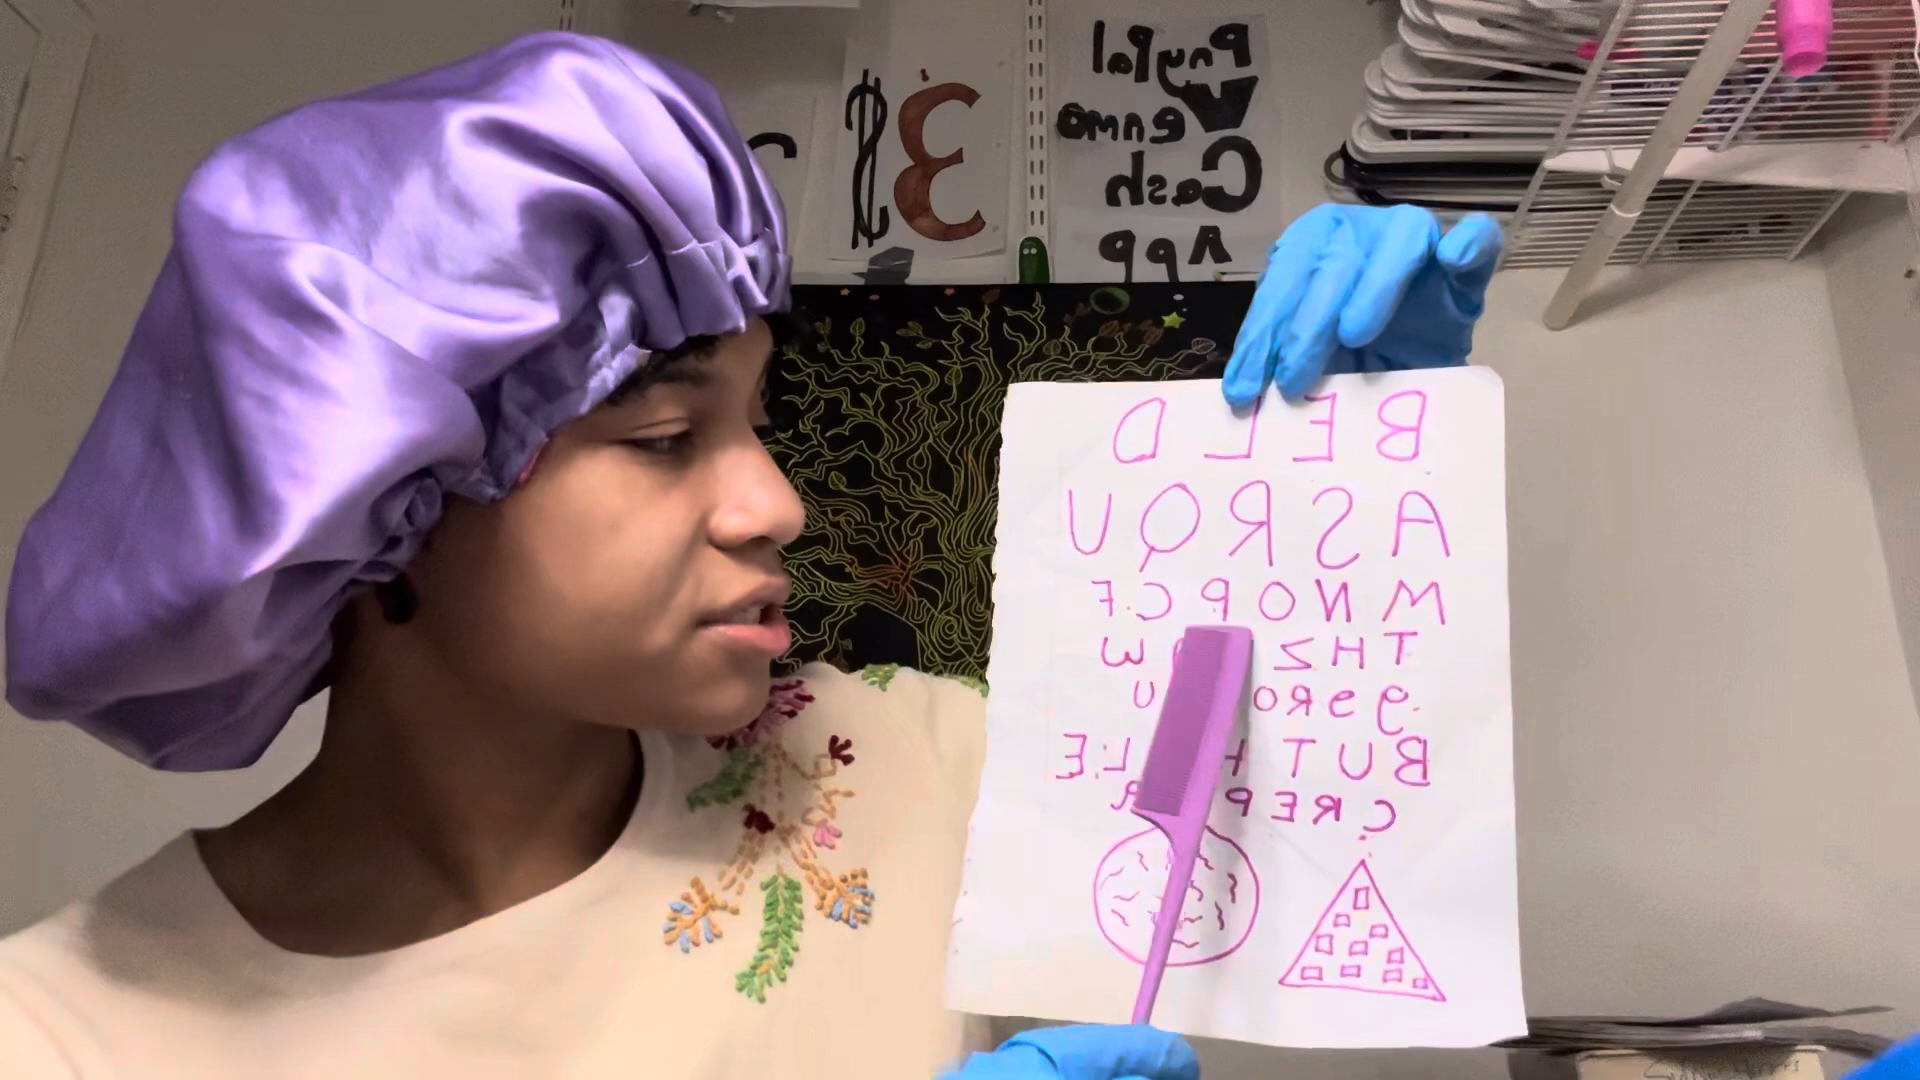 3 $
PayPal
Venmo
Cash
App
B E L D
A S R Q U
M N O P C F
T H Z W
g e R O U
B U T L E
C R E P R